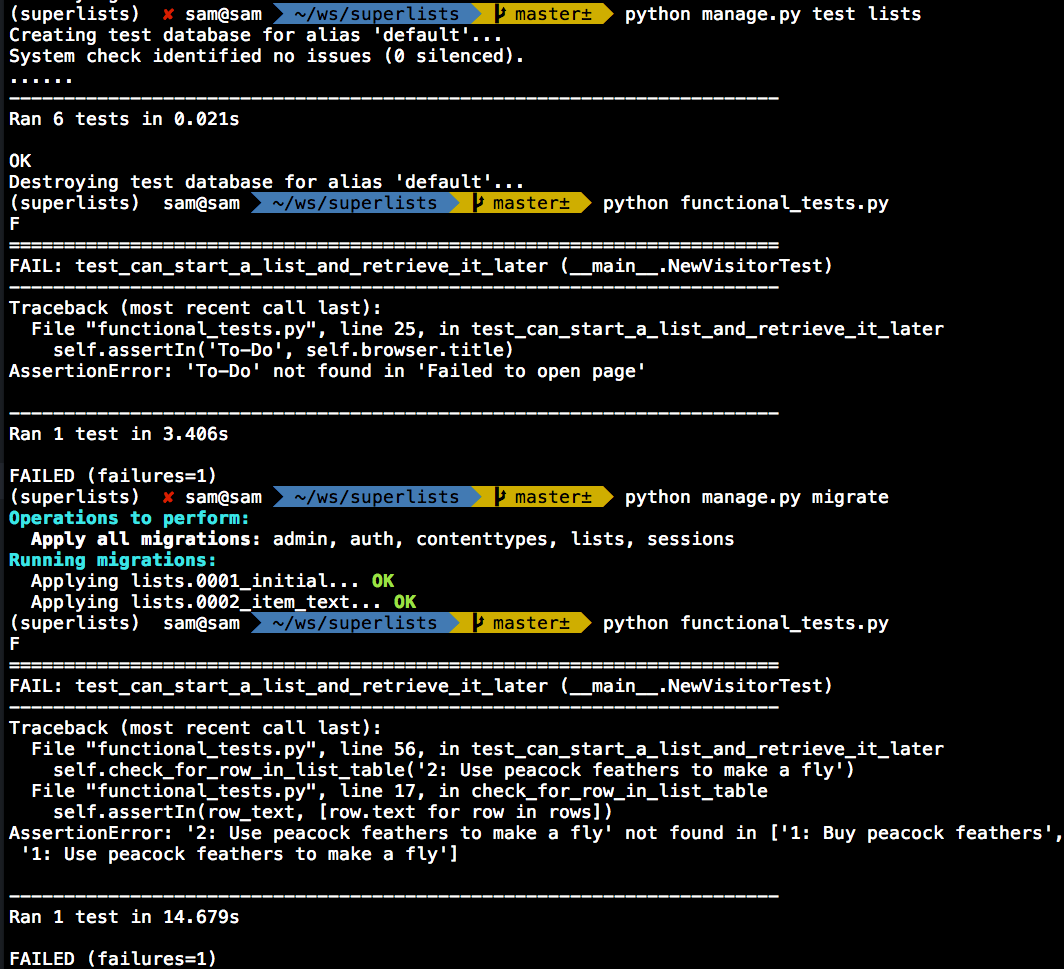 (superlists) ✘ sam@sam ~/ws/superlists master± python manage.py test lists
Creating test database for alias 'default'...
System check identified no issues (0 silenced).
......
----------------------------------------------------------------------
Ran 6 tests in 0.021s
OK
Destroying test database for alias 'default'...
(superlists) sam@sam ~/ws/superlists master± python functional_tests.py
F
======================================================================
FAIL: test_can_start_a_list_and_retrieve_it_later (__main__.NewVisitorTest)
----------------------------------------------------------------------
Traceback (most recent call last):
  File "functional_tests.py", line 25, in test_can_start_a_list_and_retrieve_it_later
    self.assertIn('To-Do', self.browser.title)
AssertionError: 'To-Do' not found in 'Failed to open page'
----------------------------------------------------------------------
Ran 1 test in 3.406s
FAILED (failures=1)
(superlists) ✘ sam@sam ~/ws/superlists master± python manage.py migrate
Operations to perform:
  Apply all migrations: admin, auth, contenttypes, lists, sessions
Running migrations:
  Applying lists.0001_initial... OK
  Applying lists.0002_item_text... OK
(superlists) sam@sam ~/ws/superlists master± python functional_tests.py
F
======================================================================
FAIL: test_can_start_a_list_and_retrieve_it_later (__main__.NewVisitorTest)
----------------------------------------------------------------------
Traceback (most recent call last):
  File "functional_tests.py", line 56, in test_can_start_a_list_and_retrieve_it_later
    self.check_for_row_in_list_table('2: Use peacock feathers to make a fly')
  File "functional_tests.py", line 17, in check_for_row_in_list_table
    self.assertIn(row_text, [row.text for row in rows])
AssertionError: '2: Use peacock feathers to make a fly' not found in ['1: Buy peacock feathers',
 '1: Use peacock feathers to make a fly']
----------------------------------------------------------------------
Ran 1 test in 14.679s
FAILED (failures=1)